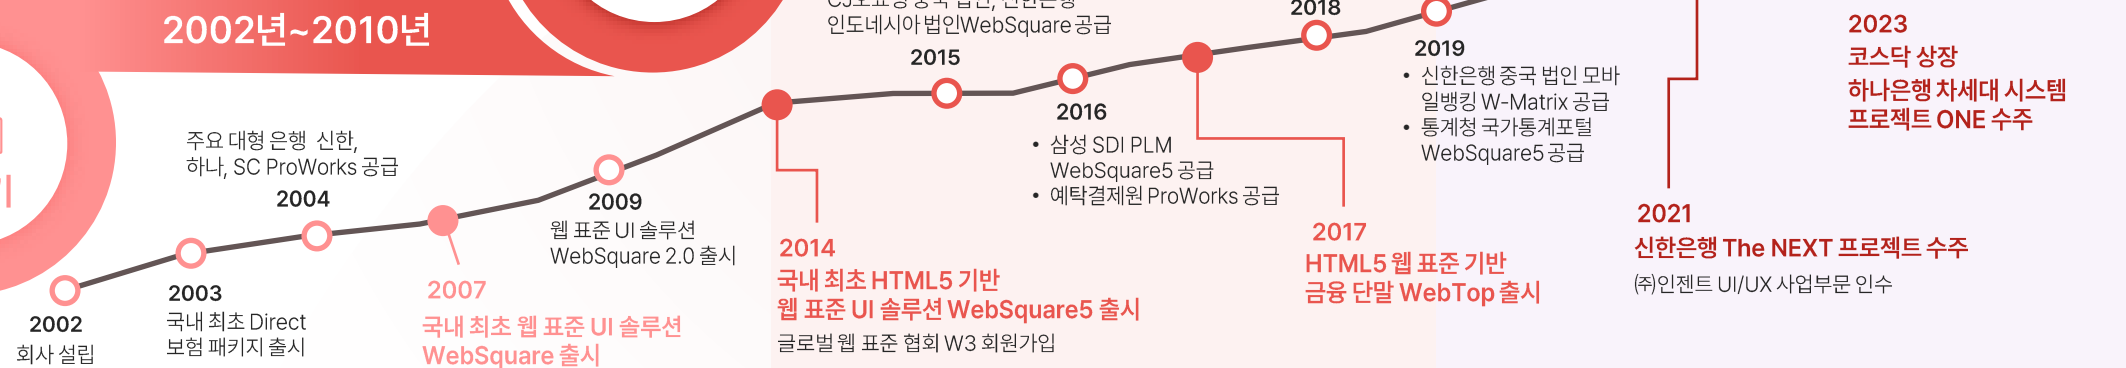 2002년~2010년
기
2002
회사 설립
2003
국내 최초 Direct
보험 패키지 출시
주요 대형 은행 신한,
하나, SC ProWorks 공급
2004
2007
국내 최초 웹 표준 UI 솔루션
WebSquare 출시
2009
웹 표준 UI 솔루션
WebSquare 2.0 출시
2014
국내 최초 HTML5 기반
웹 표준 UI 솔루션 WebSquare5 출시
글로벌 웹 표준 협회 W3 회원가입
인도네시아 법인WebSquare 공급
2015
2016
• 삼성 SDI PLM
WebSquare5 공급
• 예탁결제원 ProWorks 공급
2017
HTML5 웹 표준 기반
금융 단말 WebTop 출시
2018
2019
• 신한은행 중국 법인 모바
일뱅킹 W-Matrix 공급
• 통계청 국가통계포털
WebSquare5 공급
2021
신한은행 The NEXT 프로젝트 수주
㈜인젠트 UI/UX 사업부문 인수
2023
코스닥 상장
하나은행 차세대 시스템
프로젝트 ONE 수주